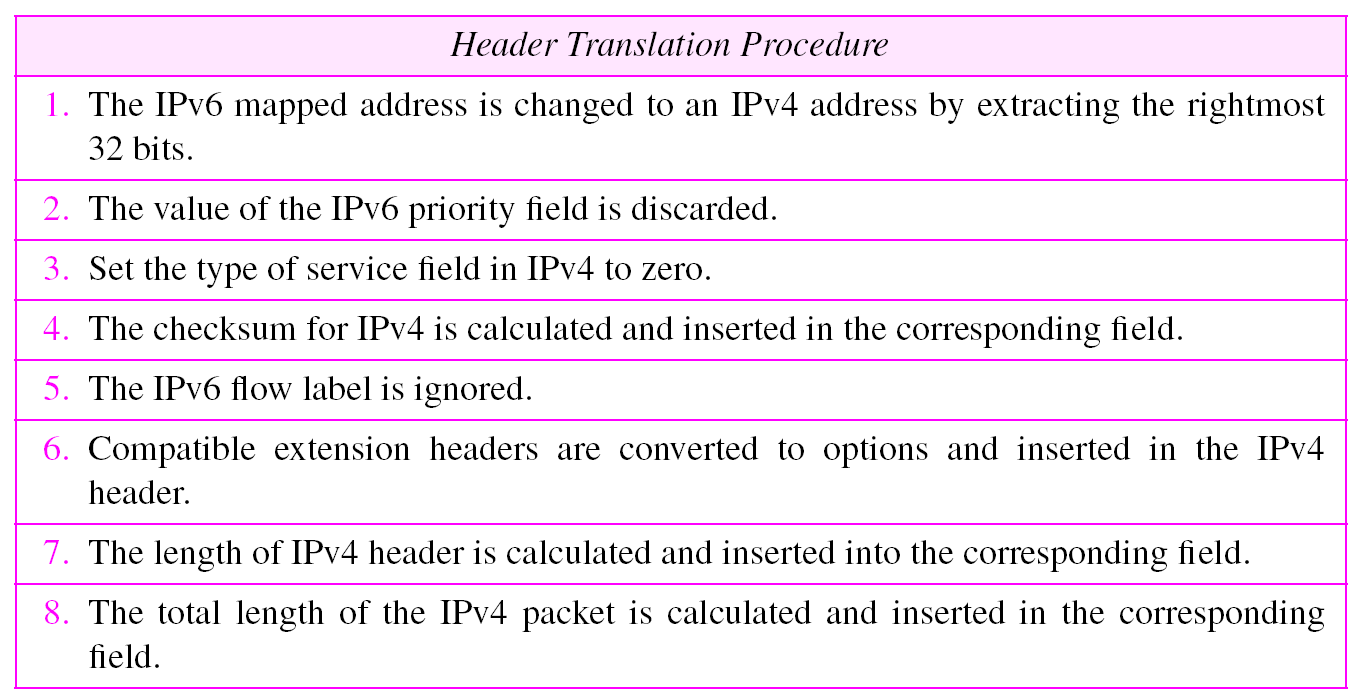 Header Translation Procedure
1. The IPv6 mapped address is changed to an IPv4 address by extracting the rightmost
32 bits.
2. The value of the IPv6 priority field is discarded.
3. Set the type of service field in IPv4 to zero.
4. The checksum for IPv4 is calculated and inserted in the corresponding field.
5. The IPv6 flow label is ignored.
6. Compatible extension headers are converted to options and inserted in the IPv4
header.
7. The length of IPv4 header is calculated and inserted into the corresponding field.
8. The total length of the IPv4 packet is calculated and inserted in the corresponding
field.